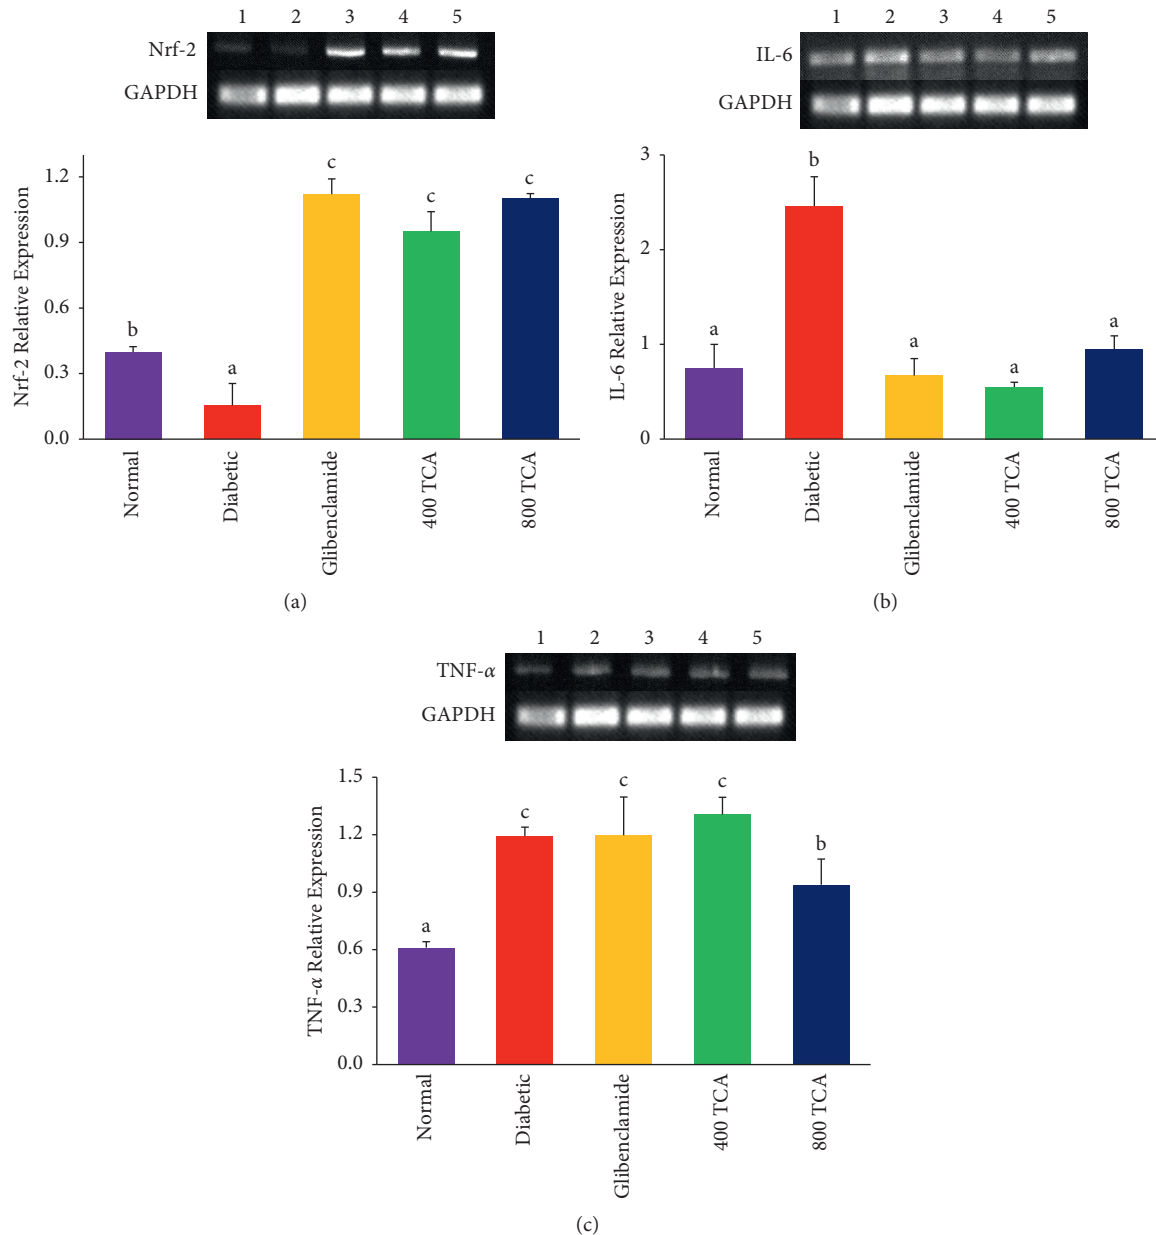 1 2 3 4 5
Nrf-2
GAPDH
Nrf-2 Relative Expression
1.2
0.9
0.6
0.3
0.0
b
a
c
c
c
Normal
Diabetic
Glibenclamide
400 TCA
800 TCA
(a)
1 2 3 4 5
IL-6
GAPDH
IL-6 Relative Expression
3
2
1
0
a
b
a
a
a
Normal
Diabetic
Glibenclamide
400 TCA
800 TCA
(b)
1 2 3 4 5
TNF-α
GAPDH
TNF-α Relative Expression
1.5
1.2
0.9
0.6
0.3
0.0
a
c
c
c
b
Normal
Diabetic
Glibenclamide
400 TCA
800 TCA
(c)